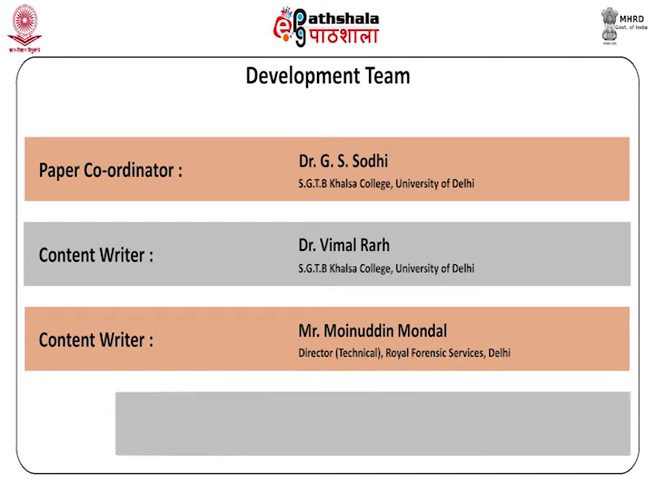 ePathshala
पाठशाला
MHRD
Govt. of India
Development Team
Paper Co-ordinator :
Dr. G. S. Sodhi
S.G.T.B Khalsa College, University of Delhi
Content Writer :
Dr. Vimal Rarh
S.G.T.B Khalsa College, University of Delhi
Content Writer :
Mr. Moinuddin Mondal
Director (Technical), Royal Forensic Services, Delhi